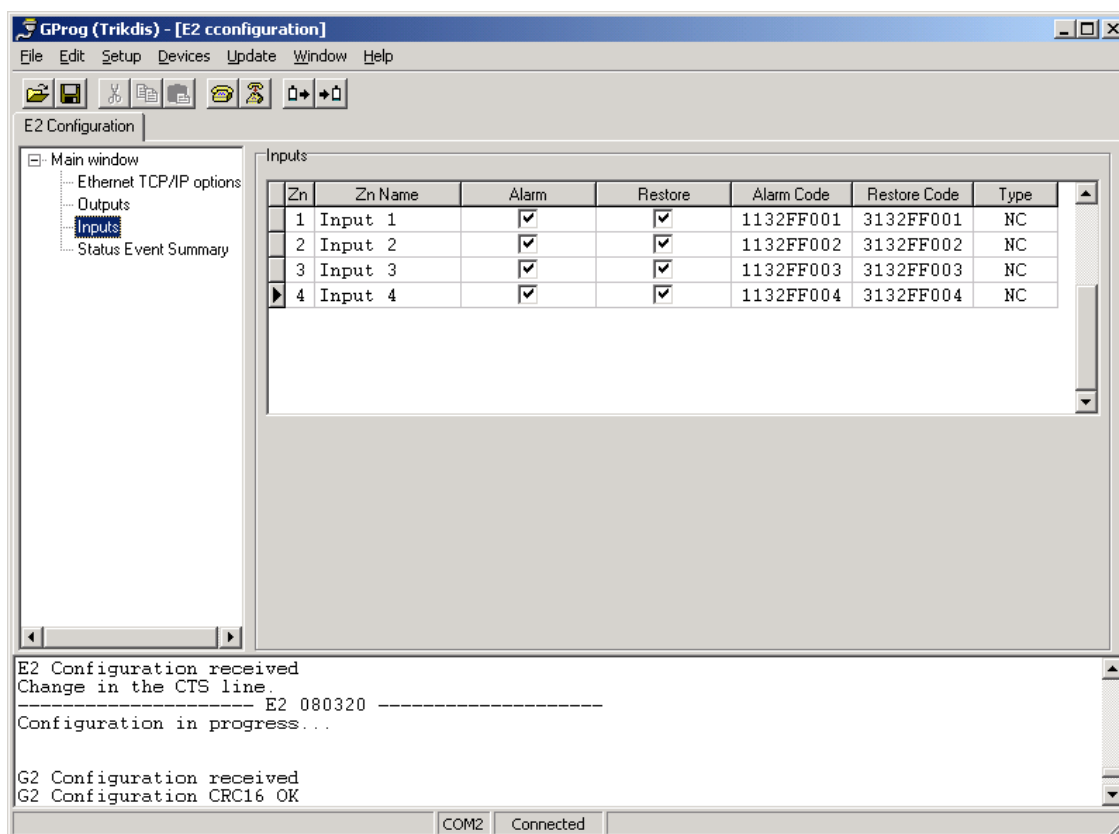 GProg (Trikdis) - [E2 cconfiguration]
File Edit Setup Devices Update Window Help
E2 Configuration
Main window
Ethernet TCP/IP options
Outputs
Inputs
Status Event Summary
Inputs
Zn Zn Name Alarm Restore Alarm Code Restore Code Type
1 Input 1 1132FF001 3132FF001 NC
2 Input 2 1132FF002 3132FF002 NC
3 Input 3 1132FF003 3132FF003 NC
4 Input 4 1132FF004 3132FF004 NC
E2 Configuration received
Change in the CTS line.
--------------------- E2 080320 --------------------
Configuration in progress...
G2 Configuration received
G2 Configuration CRC16 OK
COM2 Connected